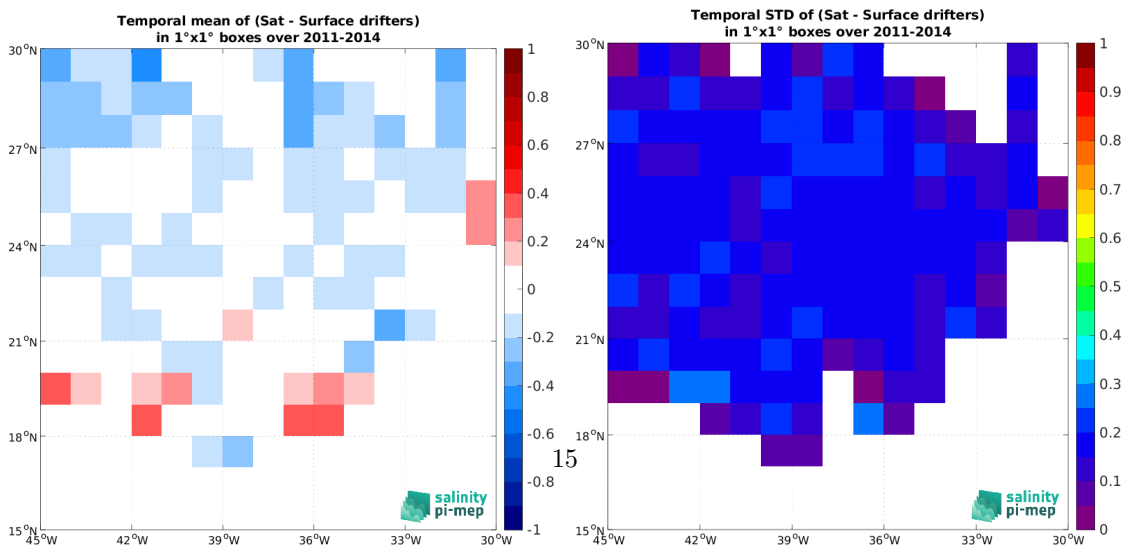 Temporal mean of (Sat - Surface drifters)
in 1°x1° boxes over 2011-2014
30°N
27°N
24°N
21°N
18°N
15°N
45°W
42°W
39°W
36°W
33°W
30°W
1
0.8
0.6
0.4
0.2
0
-0.2
-0.4
-0.6
-0.8
-1
salinity
pi-mep
15
Temporal STD of (Sat - Surface drifters)
in 1°x1° boxes over 2011-2014
30°N
27°N
24°N
21°N
18°N
15°N
45°W
42°W
39°W
36°W
33°W
30°W
1
0.9
0.8
0.7
0.6
0.5
0.4
0.3
0.2
0.1
0
salinity
pi-mep